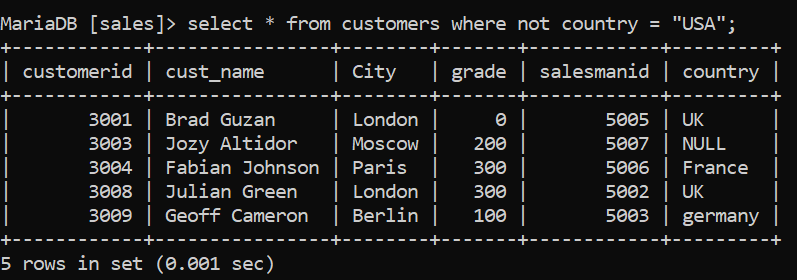 MariaDB [sales]> select * from customers where not country = "USA";
+------------+----------------+--------+-------+------------+---------+
| customerid | cust_name      | City   | grade | salesmanid | country |
+------------+----------------+--------+-------+------------+---------+
|       3001 | Brad Guzan     | London |     0 |       5005 | UK      |
|       3003 | Jozy Altidor   | Moscow |   200 |       5007 | NULL    |
|       3004 | Fabian Johnson | Paris  |   300 |       5006 | France  |
|       3008 | Julian Green   | London |   300 |       5002 | UK      |
|       3009 | Geoff Cameron  | Berlin |   100 |       5003 | germany |
+------------+----------------+--------+-------+------------+---------+
5 rows in set (0.001 sec)